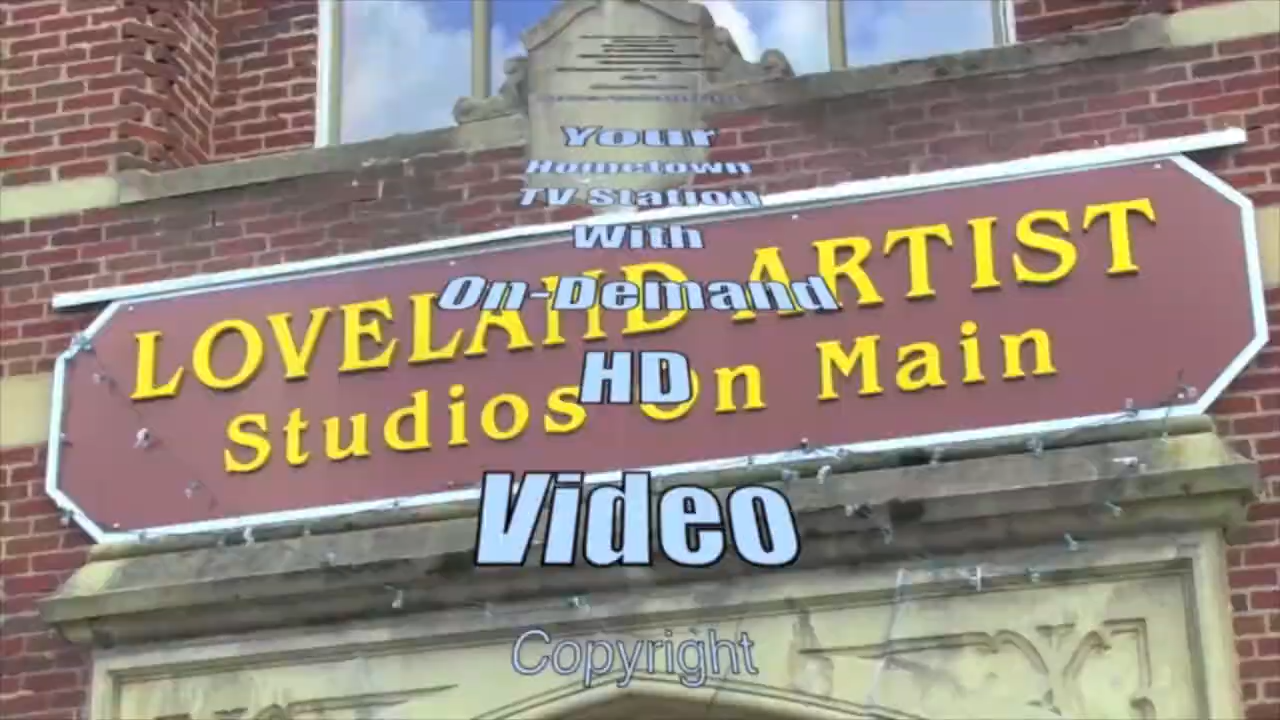 Your
Hometown
TV Station
With
On-Demand
HD
Video
Copyright
LOVELAND ARTIST
Studios On Main